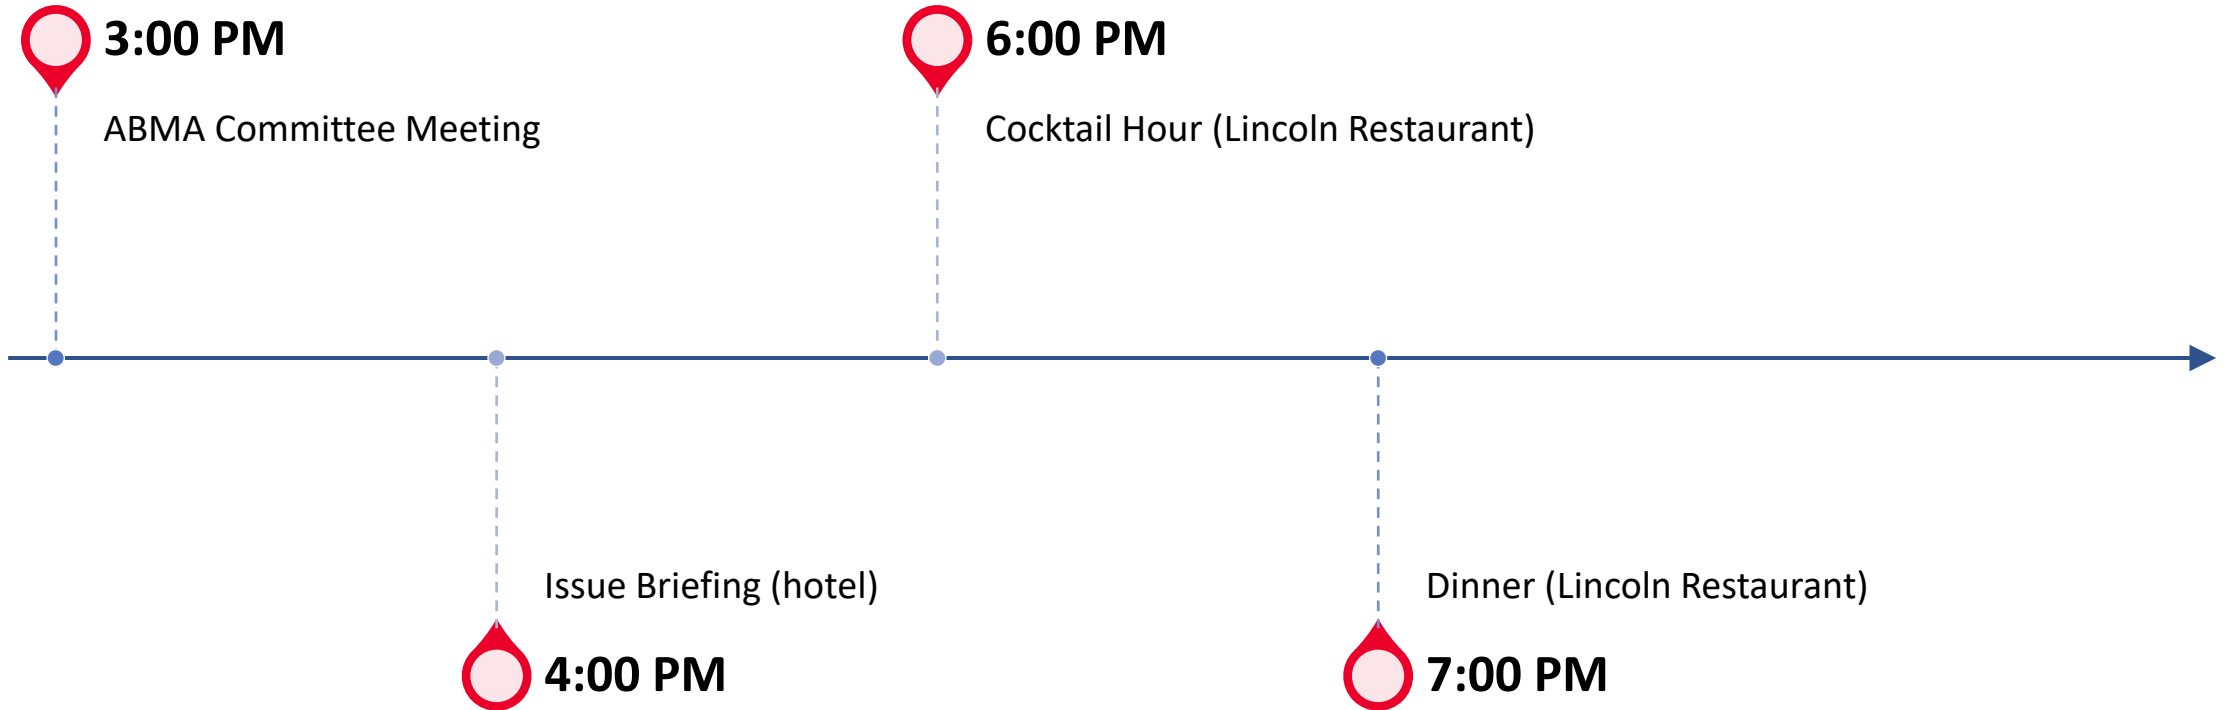 3:00 PM
ABMA Committee Meeting
6:00 PM
Cocktail Hour (Lincoln Restaurant)
Issue Briefing (hotel)
4:00 PM
Dinner (Lincoln Restaurant)
7:00 PM